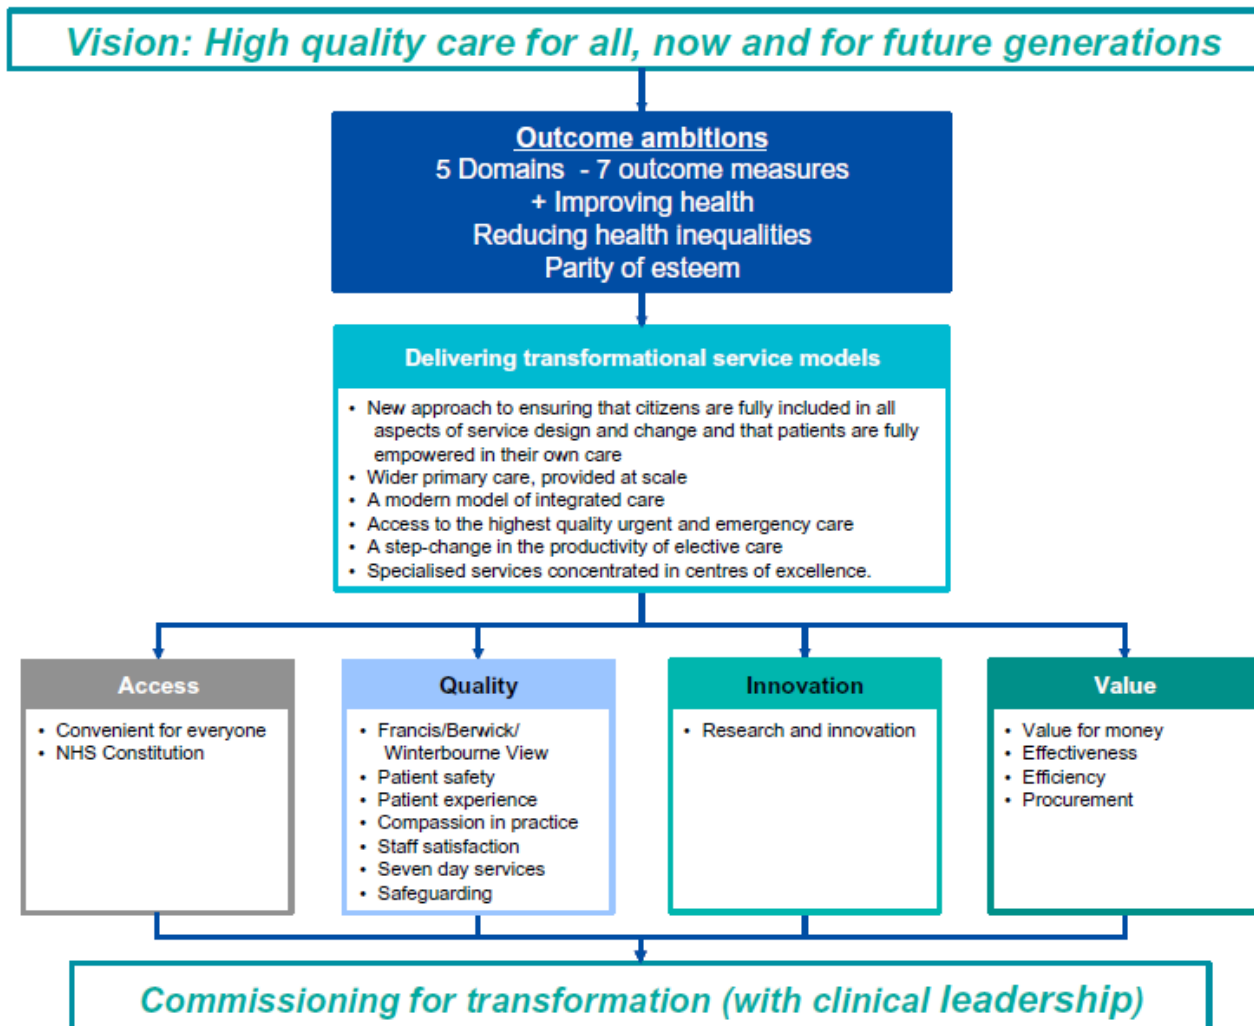 Vision: High quality care for all, now and for future generations
Outcome ambitions
5 Domains - 7 outcome measures
+ Improving health
Reducing health inequalities
Parity of esteem
Delivering transformational service models
• New approach to ensuring that citizens are fully included in all
aspects of service design and change and that patients are fully
empowered in their own care
• Wider primary care, provided at scale
• A modern model of integrated care
• Access to the highest quality urgent and emergency care
• A step-change in the productivity of elective care
• Specialised services concentrated in centres of excellence.
Access
• Convenient for everyone
• NHS Constitution
Quality
• Francis/Berwick/
Winterbourne View
• Patient safety
• Patient experience
• Compassion in practice
• Staff satisfaction
• Seven day services
• Safeguarding
Innovation
• Research and innovation
Value
• Value for money
• Effectiveness
• Efficiency
• Procurement
Commissioning for transformation (with clinical leadership)